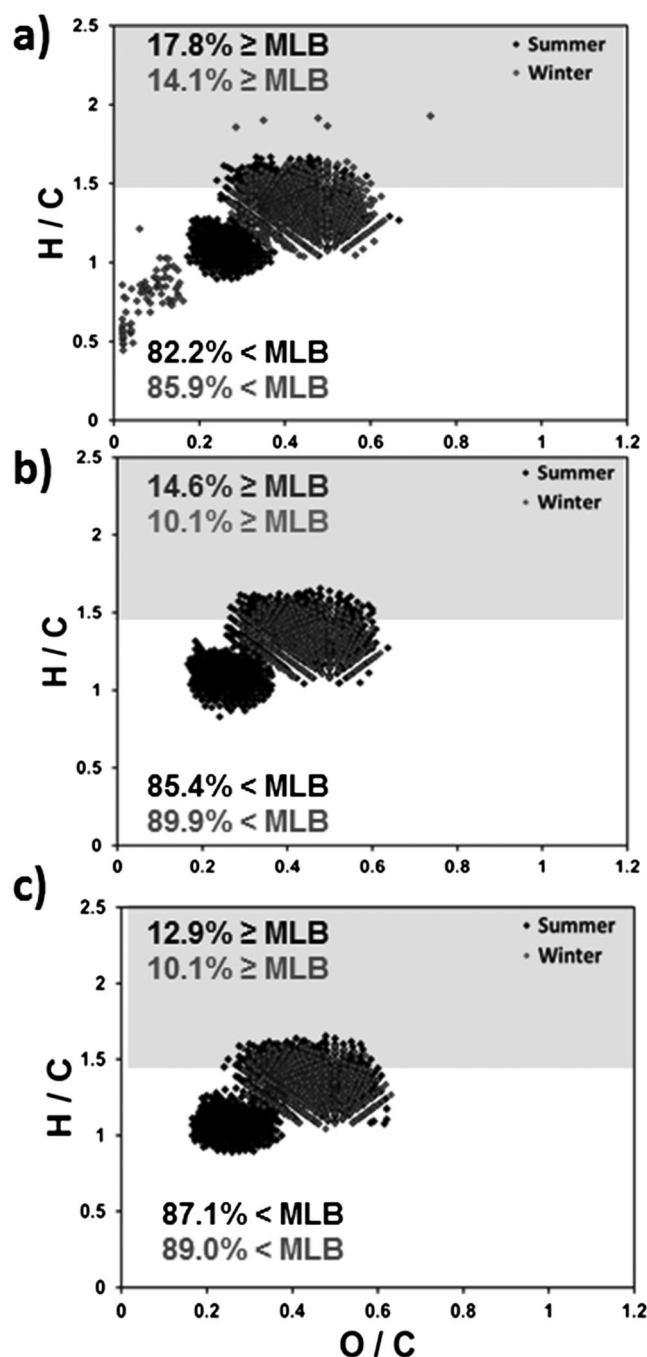 a)
2.5
2
1.5
1
0.5
0
H / C
17.8% ≥ MLB
14.1% ≥ MLB
Summer
Winter
82.2% < MLB
85.9% < MLB
0 0.2 0.4 0.6 0.8 1 1.2
b)
2.5
2
1.5
1
0.5
0
H / C
14.6% ≥ MLB
10.1% ≥ MLB
Summer
Winter
85.4% < MLB
89.9% < MLB
0 0.2 0.4 0.6 0.8 1 1.2
c)
2.5
2
1.5
1
0.5
0
H / C
12.9% ≥ MLB
10.1% ≥ MLB
Summer
Winter
87.1% < MLB
89.0% < MLB
0 0.2 0.4 0.6 0.8 1 1.2
O / C